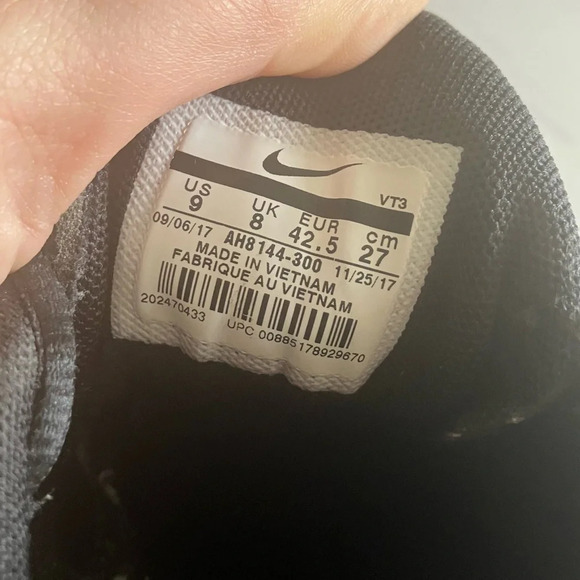 VT3
US UK EUR cm
9 8 42.5 27
09/06/17 AH8144-300 11/25/17
MADE IN VIETNAM
FABRIQUE AU VIETNAM
202470433 UPC 00885178929670